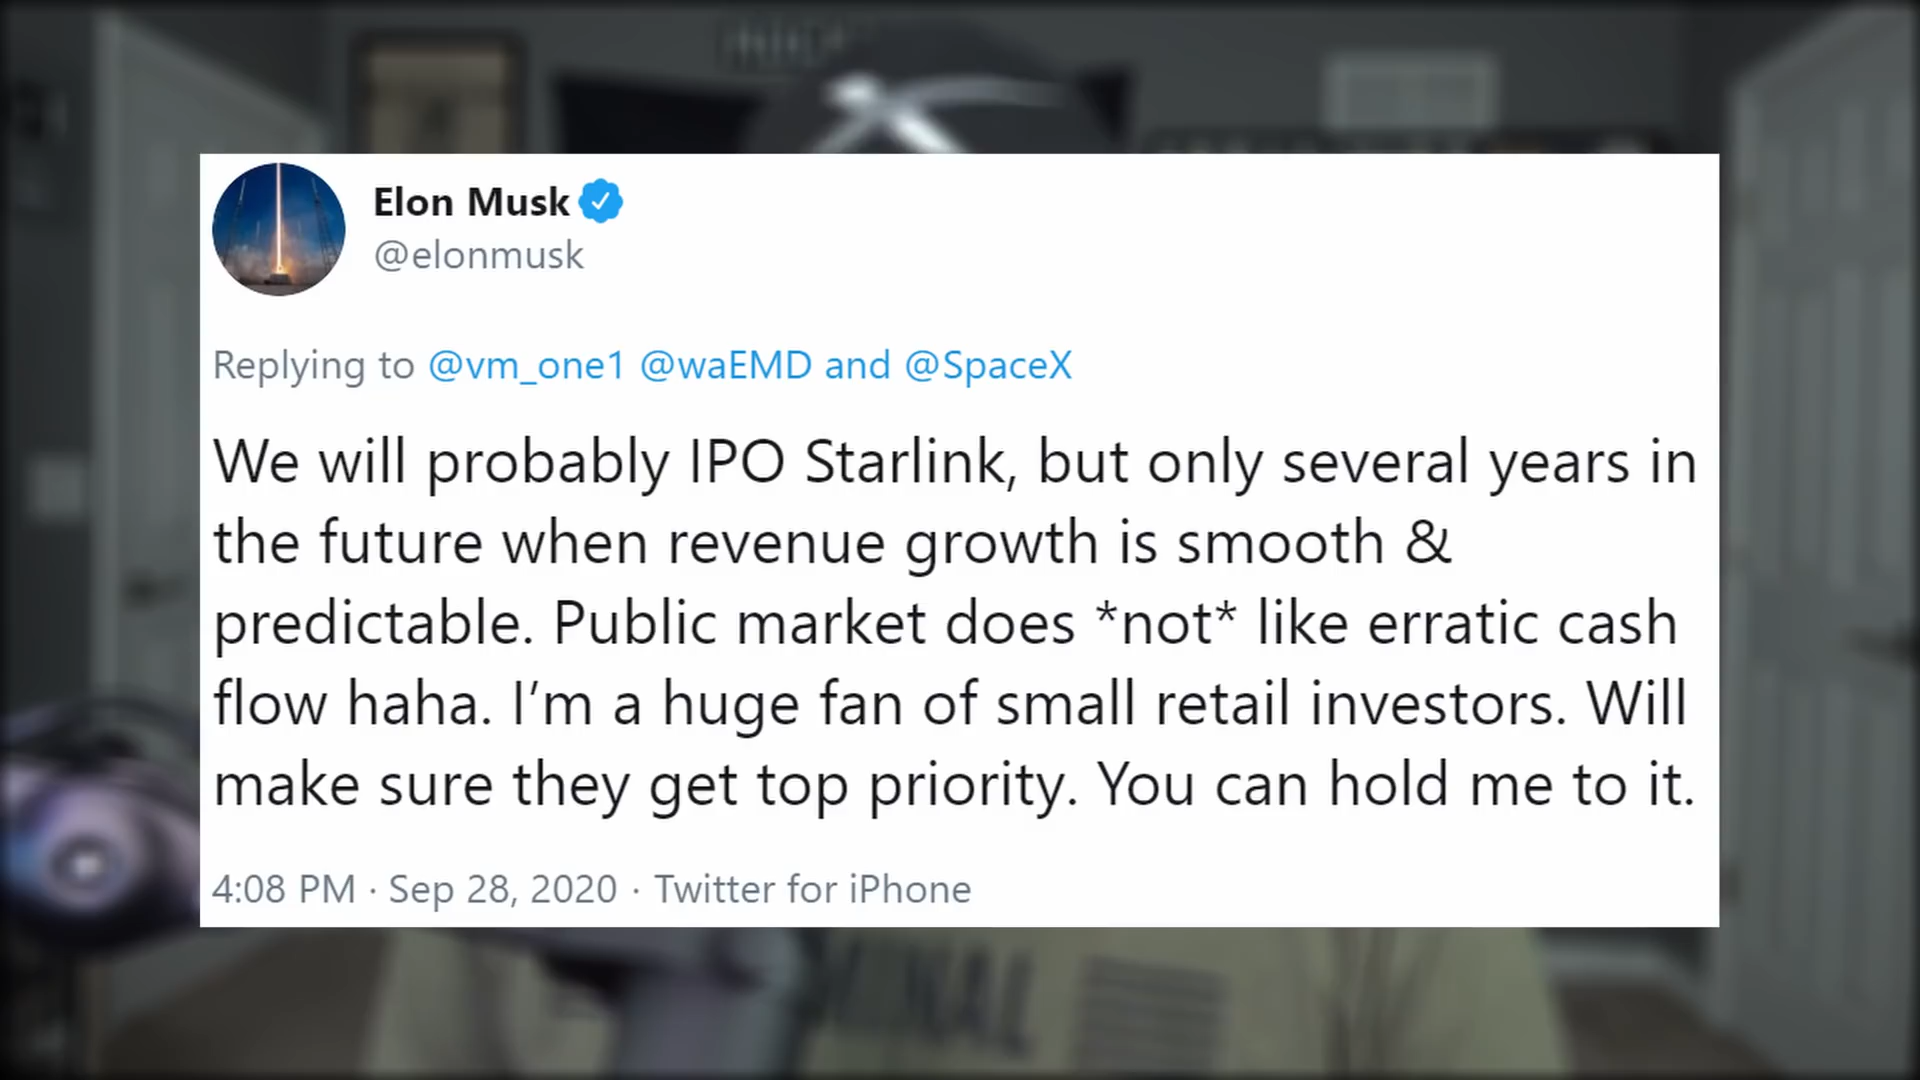 Elon Musk
@elonmusk
Replying to @vm_one1 @waEMD and @SpaceX
We will probably IPO Starlink, but only several years in
the future when revenue growth is smooth &
predictable. Public market does *not* like erratic cash
flow haha. I’m a huge fan of small retail investors. Will
make sure they get top priority. You can hold me to it.
4:08 PM · Sep 28, 2020 · Twitter for iPhone